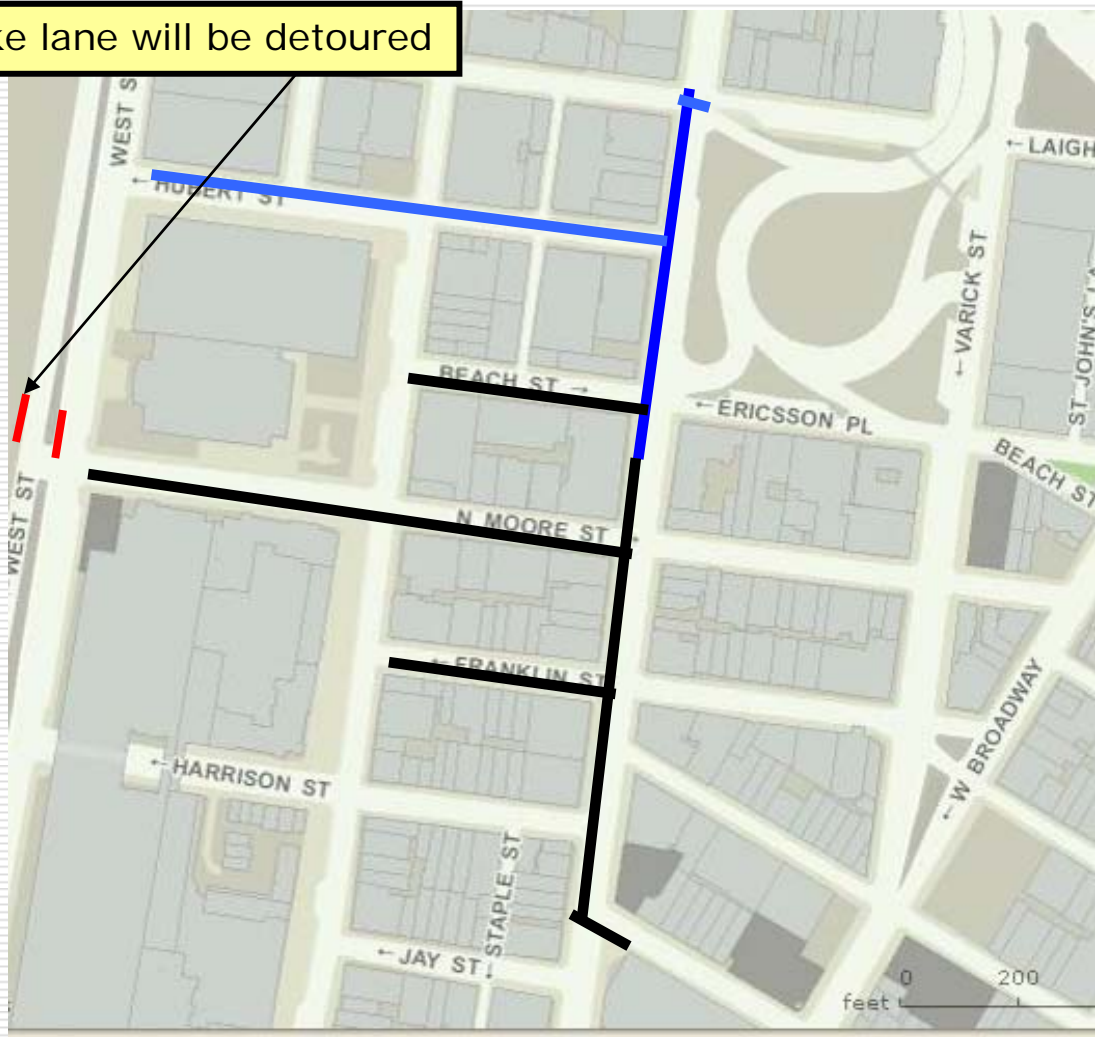 ke lane will be detoured
WEST S
← HUBERT ST
← LAIGH
← VARICK ST
ST JOHN'S LA
BEACH ST →
← ERICSSON PL
BEACH ST
WEST ST
N MOORE ST →
← FRANKLIN ST
← W BROADWAY
← HARRISON ST
← STAPLE ST
← JAY ST
0 200
feet